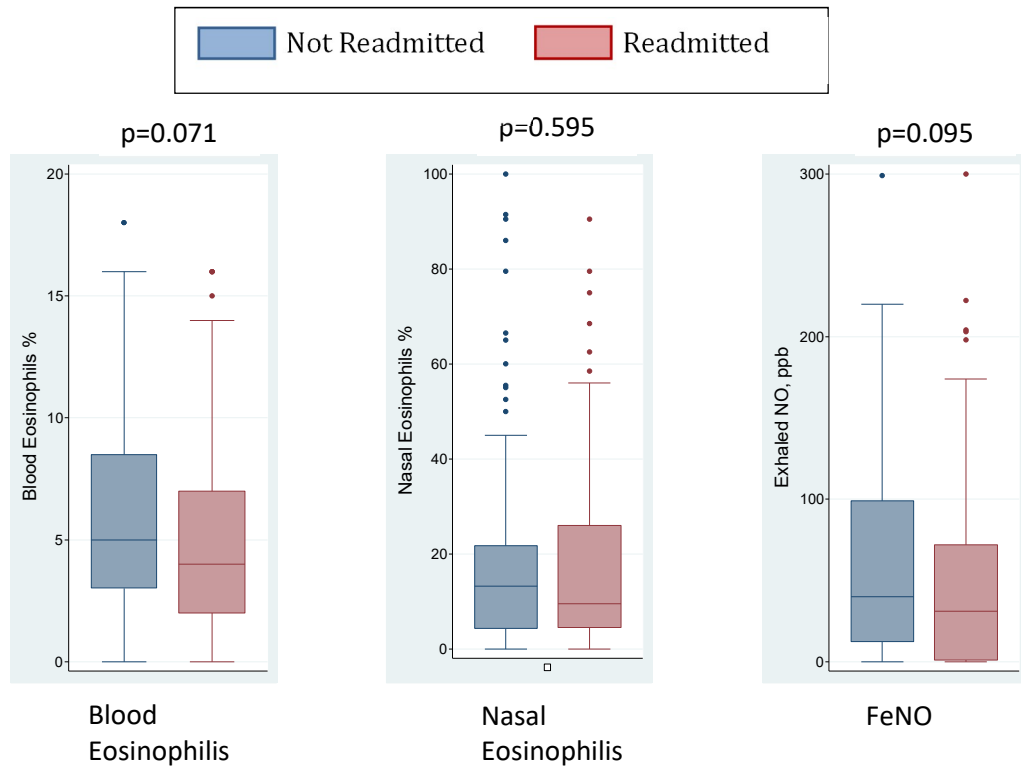 Not Readmitted
Readmitted
p=0.071
p=0.595
p=0.095
Blood Eosinophils %
20
15
10
5
0
Nasal Eosinophils %
100
80
60
40
20
0
Exhaled NO, ppb
300
200
100
0
Blood
Eosinophilis
Nasal
Eosinophilis
FeNO